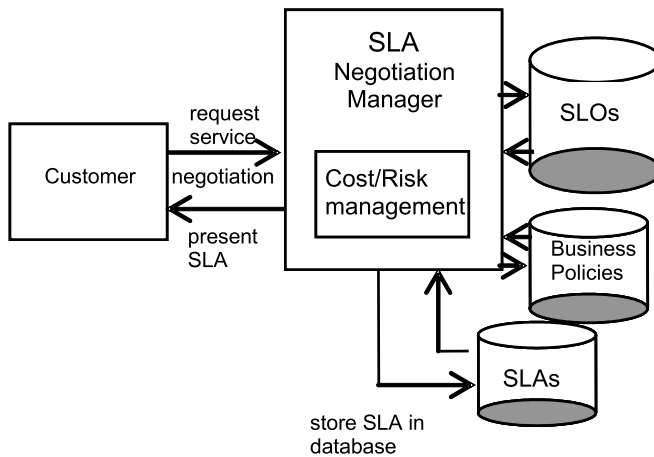 SLA
Negotiation
Manager
request
service
SLOs
Customer
negotiation
Cost/Risk
management
present
SLA
Business
Policies
SLAs
store SLA in
database